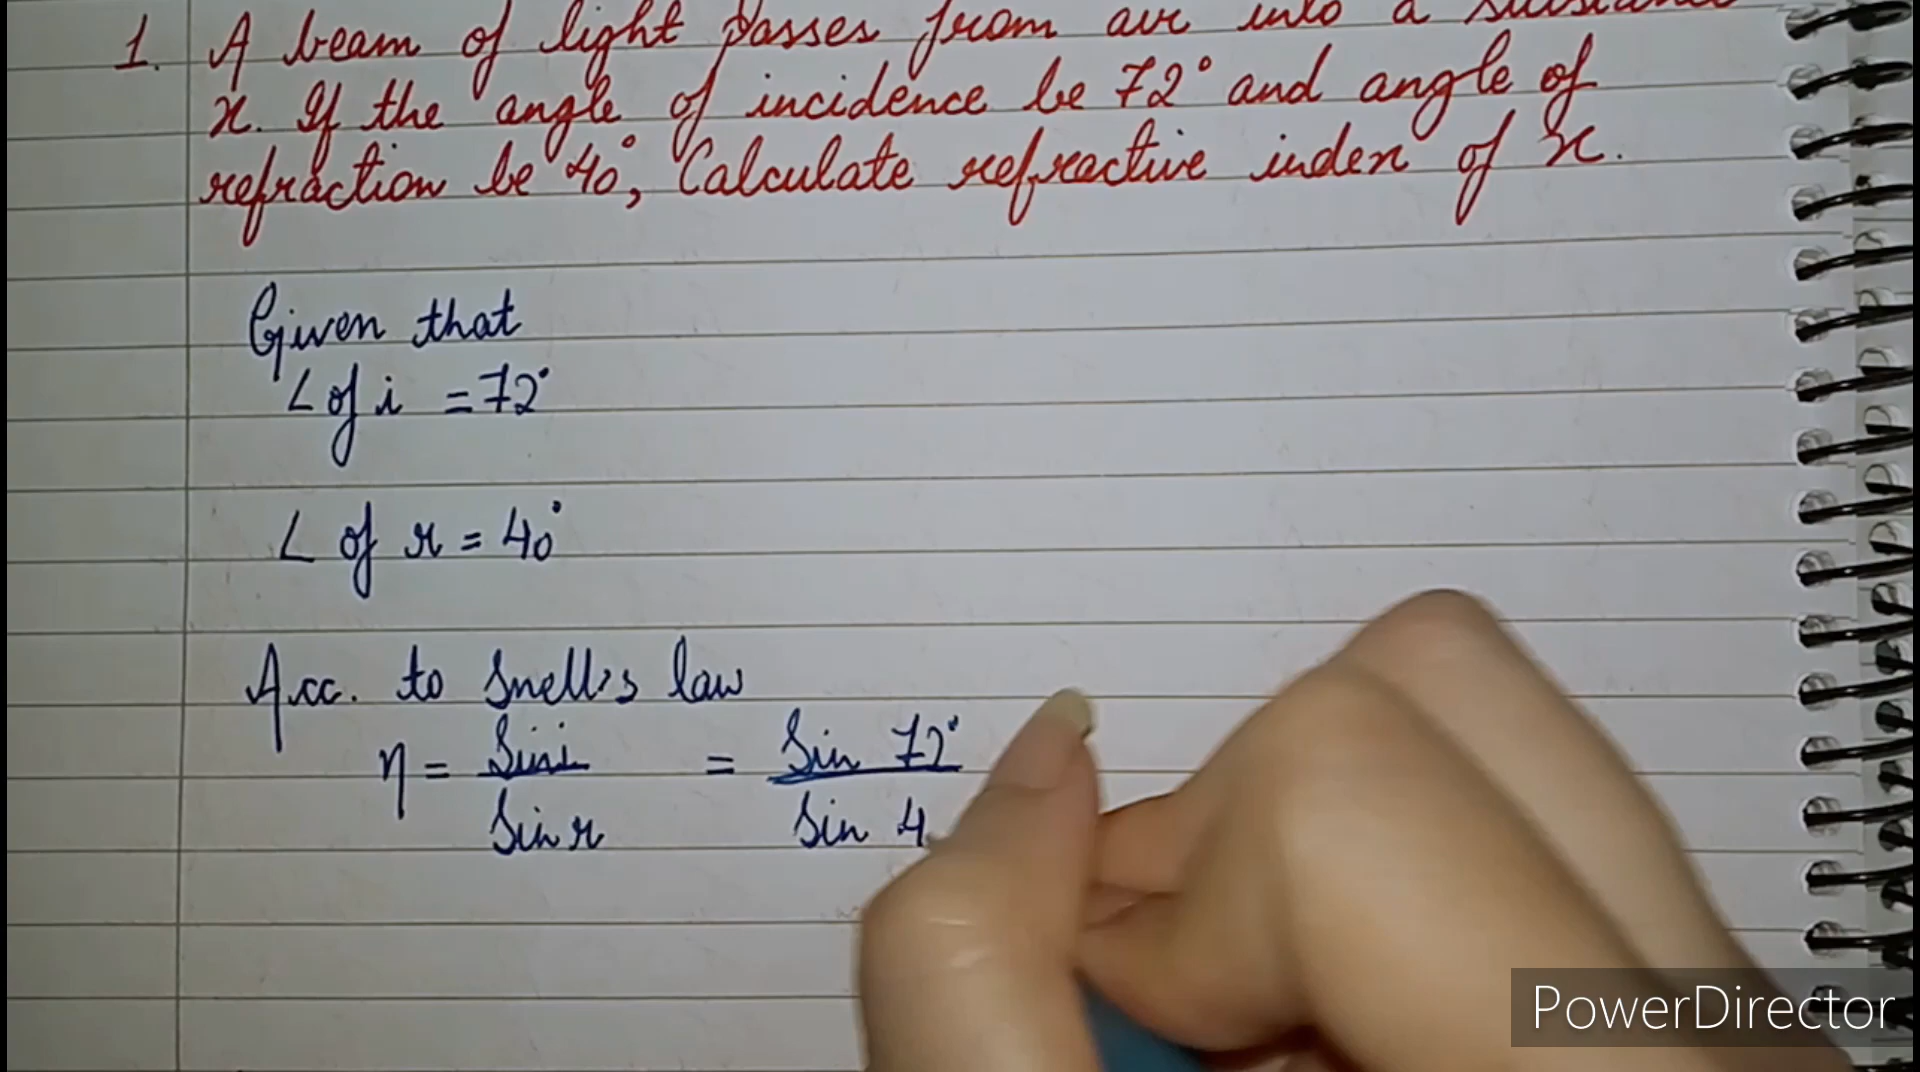 1. A beam of light passes from air into a substance
x. If the angle of incidence be 72° and angle of
refraction be 40°, Calculate refractive index of x.
Given that
∠ of i = 72°
∠ of r = 40°
Acc. to Snell's law
η = Sin i / Sin r = Sin 72° / Sin 4
PowerDirector